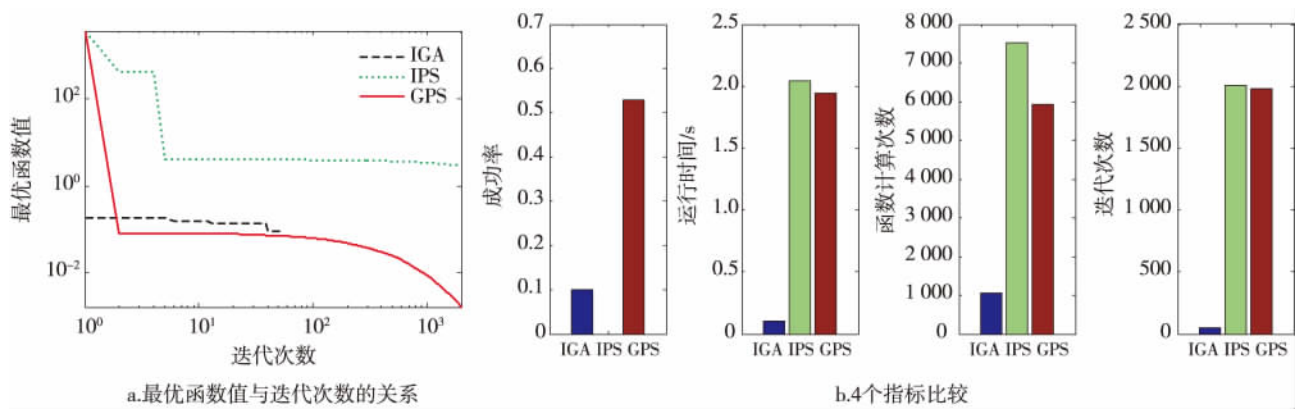 最优函数值
10²
10⁰
10⁻²
IGA
IPS
GPS
10⁰ 10¹ 10² 10³
迭代次数
a.最优函数值与迭代次数的关系
成功率
0.7
0.6
0.5
0.4
0.3
0.2
0.1
0
IGA IPS GPS
运行时间/s
2.5
2.0
1.5
1.0
0.5
0
IGA IPS GPS
函数计算次数
8 000
7 000
6 000
5 000
4 000
3 000
2 000
1 000
0
IGA IPS GPS
迭代次数
2 500
2 000
1 500
1 000
500
0
IGA IPS GPS
b.4个指标比较